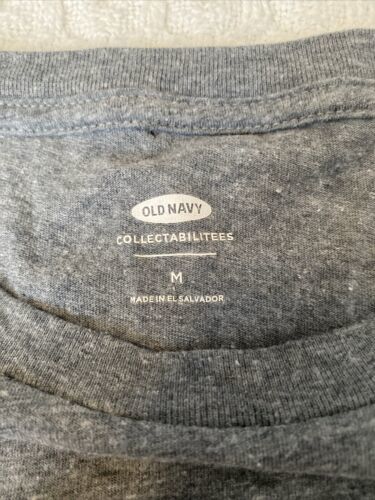 OLD NAVY
COLLECTABILITEES
M
MADE IN EL SALVADOR